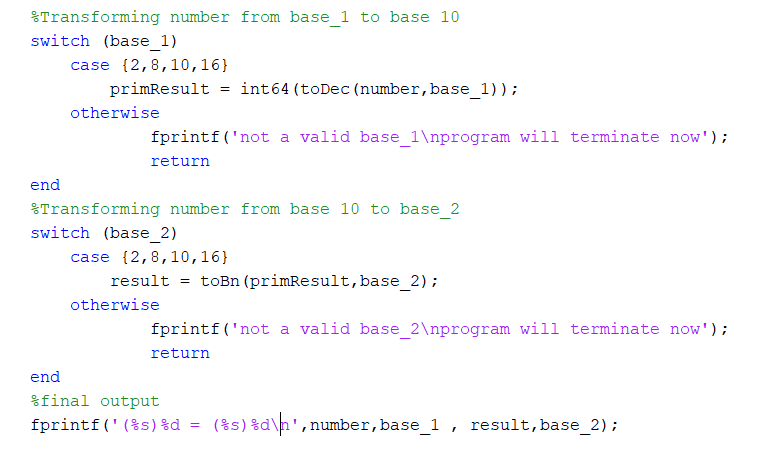 %Transforming number from base_1 to base 10
switch (base_1)
    case {2,8,10,16}
        primResult = int64(toDec(number,base_1));
    otherwise
            fprintf('not a valid base_1\nprogram will terminate now');
            return
end
%Transforming number from base 10 to base_2
switch (base_2)
    case {2,8,10,16}
        result = toBn(primResult,base_2);
    otherwise
            fprintf('not a valid base_2\nprogram will terminate now');
            return
end
%final output
fprintf('(%s)%d = (%s)%d\n',number,base_1 , result,base_2);